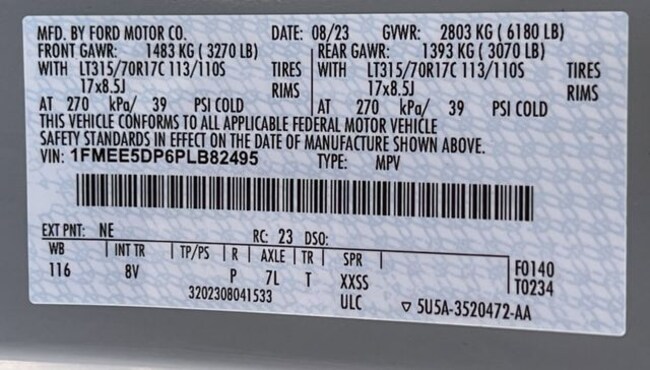 MFD. BY FORD MOTOR CO. DATE: 08/23 GVWR: 2803 KG ( 6180 LB)
FRONT GAWR: 1483 KG ( 3270 LB) REAR GAWR: 1393 KG ( 3070 LB)
WITH LT315/70R17C 113/110S TIRES WITH LT315/70R17C 113/110S TIRES
17x8.5J RIMS 17x8.5J RIMS
AT 270 kPa/ 39 PSI COLD AT 270 kPa/ 39 PSI COLD
THIS VEHICLE CONFORMS TO ALL APPLICABLE FEDERAL MOTOR VEHICLE
SAFETY STANDARDS IN EFFECT ON THE DATE OF MANUFACTURE SHOWN ABOVE.
VIN: 1FMEE5DP6PLB82495 TYPE: MPV
EXT PNT: NE RC: 23 DSO:
WB INT TR TP/PS R AXLE TR SPR
116 8V P 7L T XXSS
F0140
T0234
3202308041533 ULC ▽ 5U5A-3520472-AA